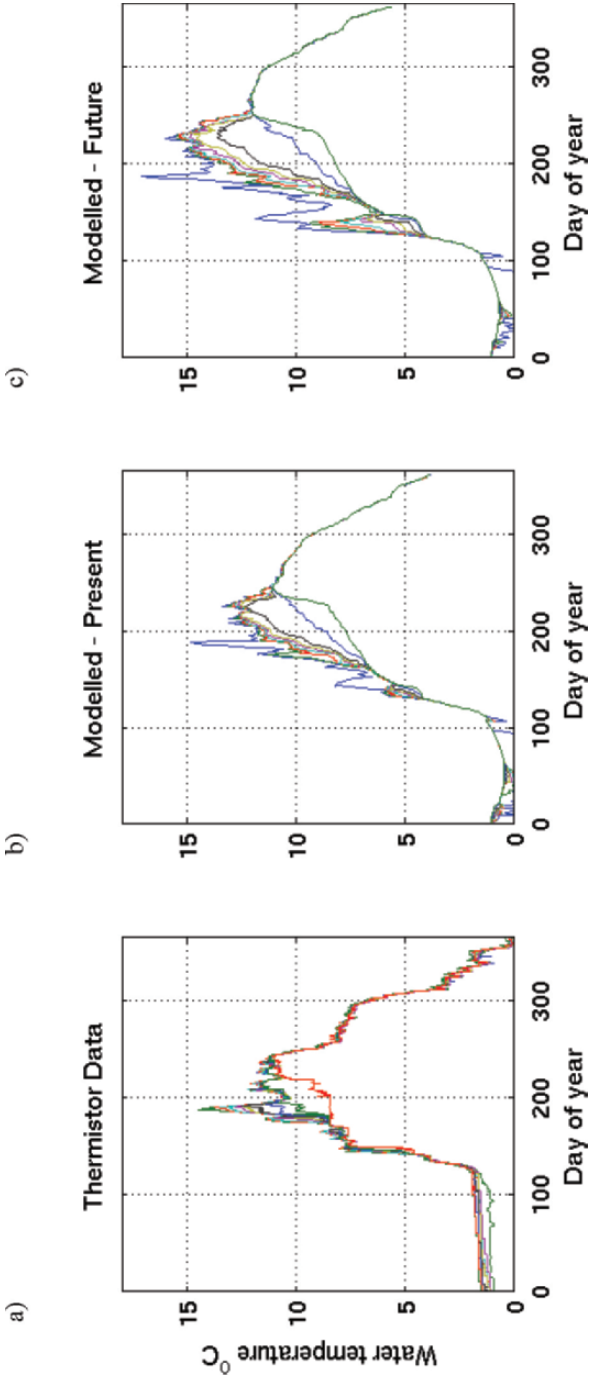 a)
Thermistor Data
Water temperature ⁰C
15
10
5
0
0
100
200
300
Day of year
b)
Modelled - Present
15
10
5
0
0
100
200
300
Day of year
c)
Modelled - Future
15
10
5
0
0
100
200
300
Day of year